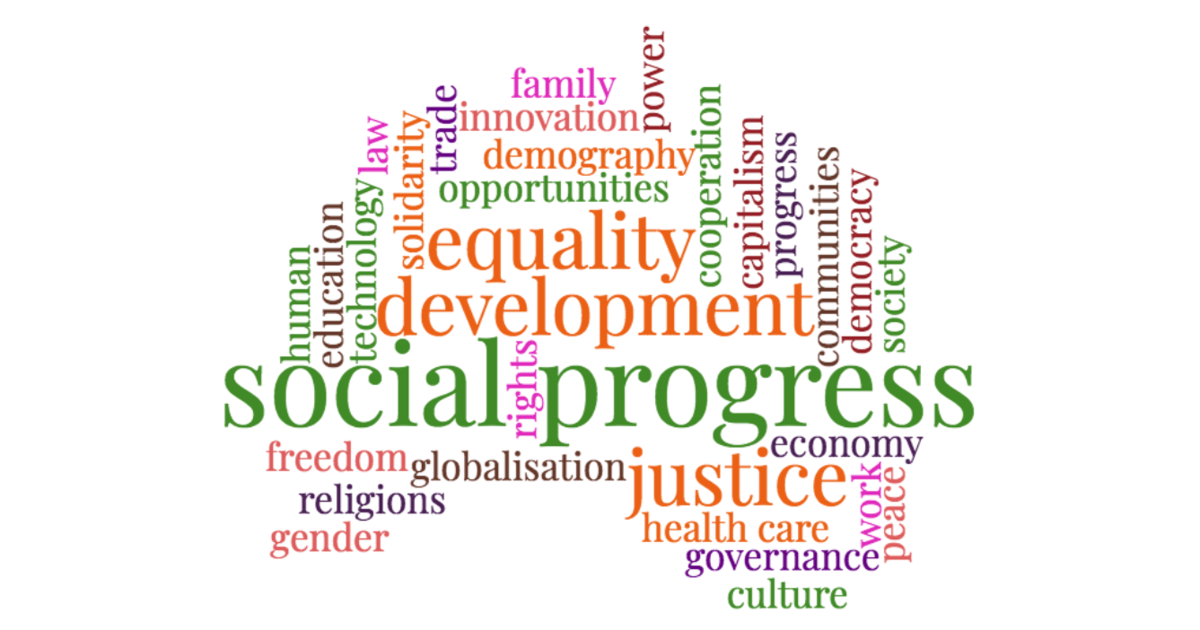 power
family
trade
innovation
law
solidarity
demography
cooperation
capitalism
progress
communities
democracy
opportunities
technology
education
human
equality
society
development
social progress
rights
economy
freedom
globalisation
justice
work
peace
religions
health care
gender
governance
culture